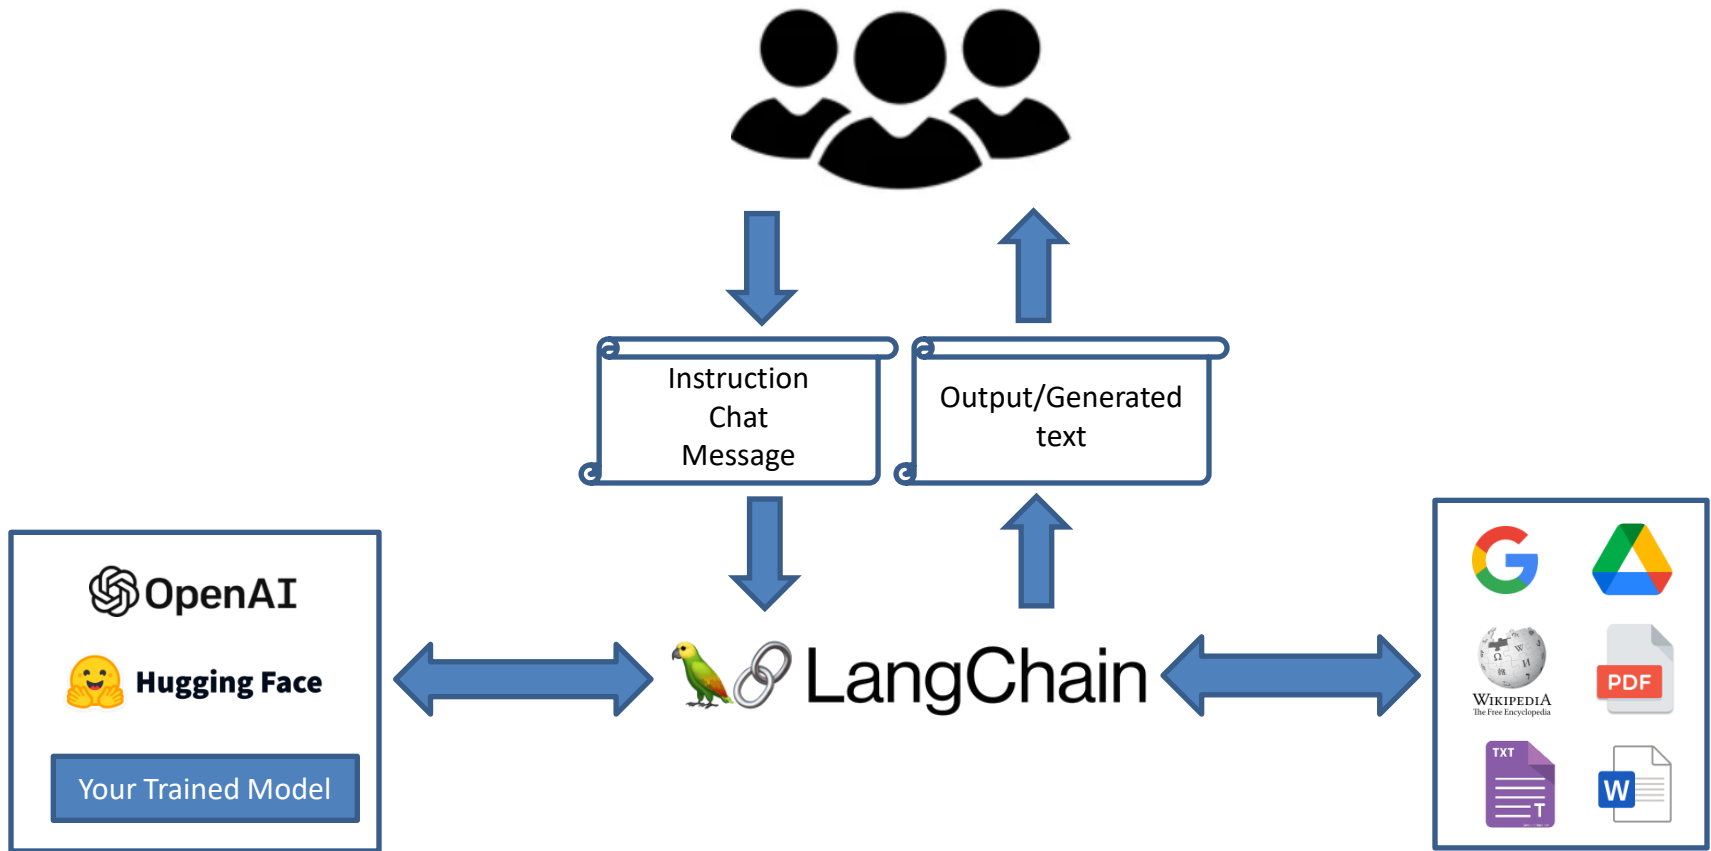 Instruction
Chat
Message
Output/Generated
text
OpenAI
Hugging Face
Your Trained Model
LangChain
WIKIPEDIA
The Free Encyclopedia
PDF
TXT
T
W